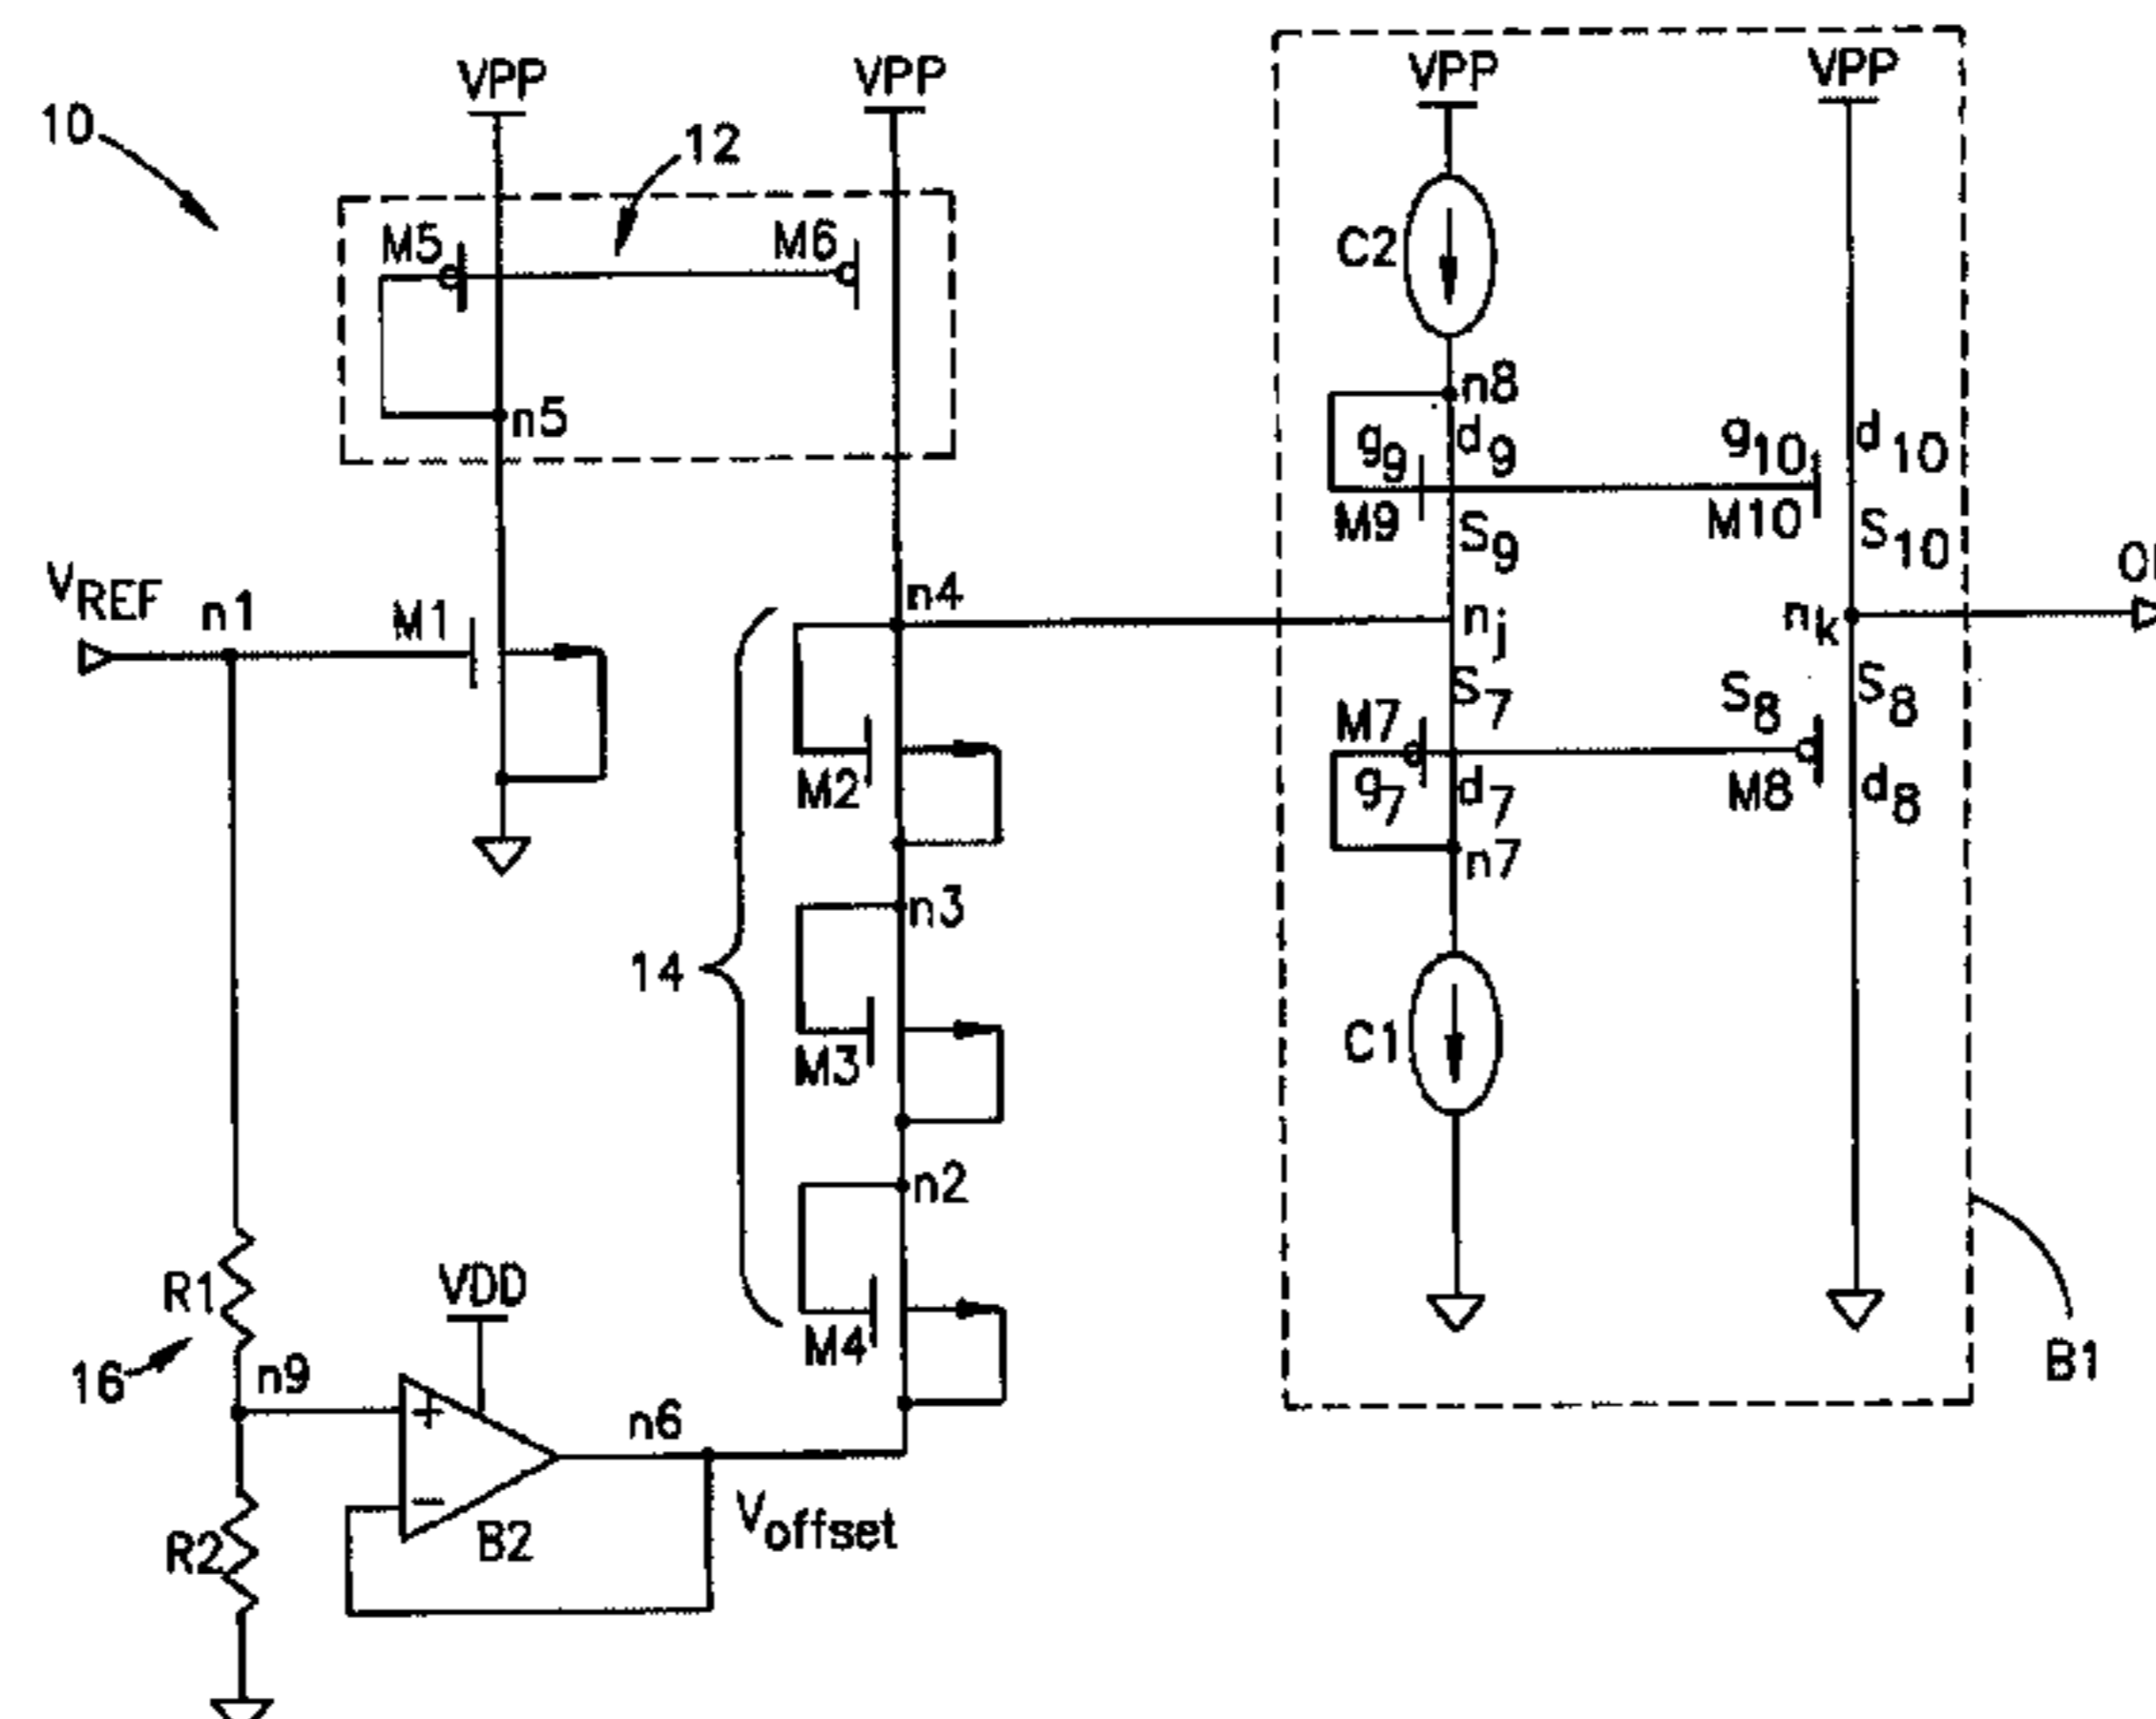 10
VPP
VPP
12
M5
M6
n5
VREF
n1
M1
n4
M2
n3
14
M3
n2
M4
R1
16
n9
VDD
+
−
B2
n6
Voffset
R2
VPP
VPP
C2
n8
g9
d9
g10
d10
M9
S9
M10
S10
nj
nk
M7
S7
S8
S8
g7
d7
M8
d8
n7
C1
B1